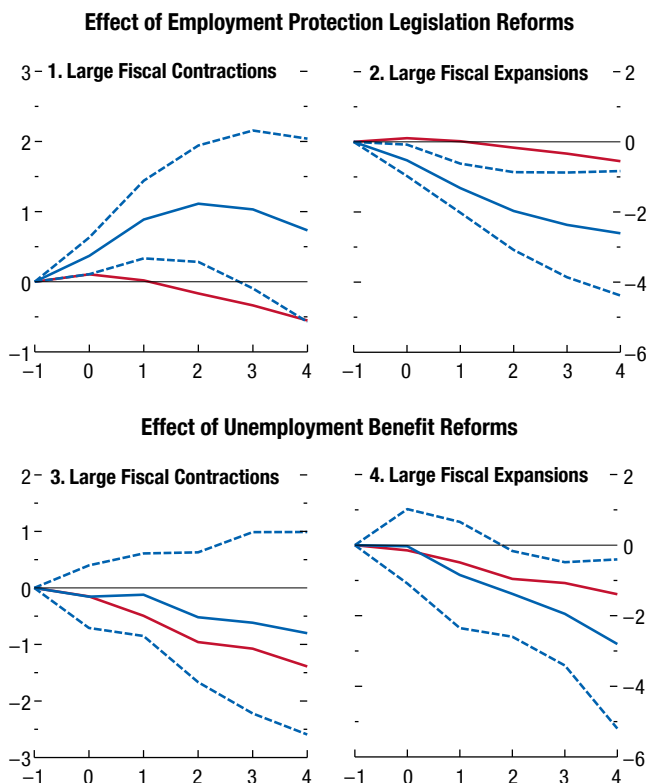 Effect of Employment Protection Legislation Reforms
1. Large Fiscal Contractions
3
2
1
0
–1
–1 0 1 2 3 4
2. Large Fiscal Expansions
2
0
–2
–4
–6
–1 0 1 2 3 4
Effect of Unemployment Benefit Reforms
3. Large Fiscal Contractions
2
1
0
–1
–2
–3
–1 0 1 2 3 4
4. Large Fiscal Expansions
2
0
–2
–4
–6
–1 0 1 2 3 4